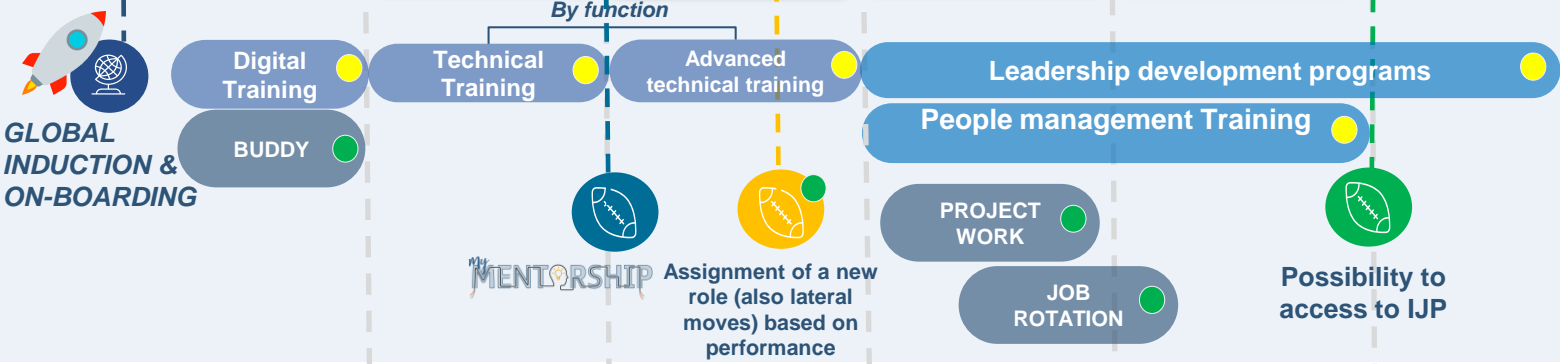 By function
Digital
Training
Technical
Training
Advanced
technical training
Leadership development programs
People management Training
GLOBAL
INDUCTION &
ON-BOARDING
BUDDY
PROJECT
WORK
JOB
ROTATION
My
MENTORSHIP
Assignment of a new
role (also lateral
moves) based on
performance
Possibility to
access to IJP